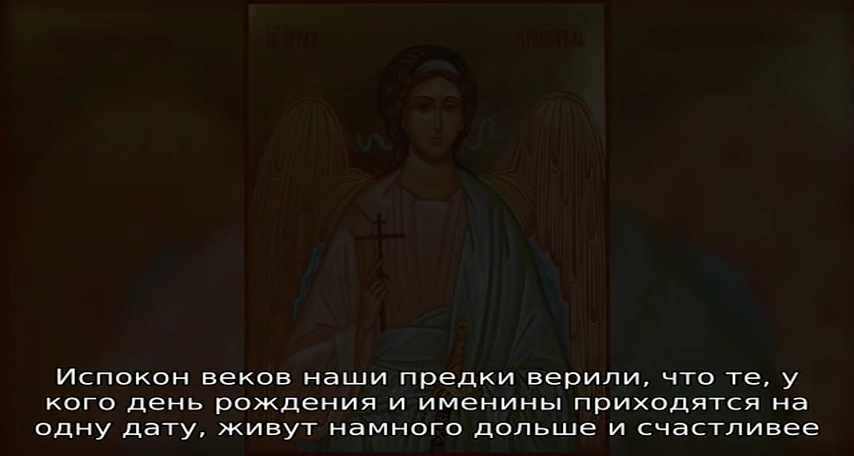 Испокон веков наши предки верили, что те, у
кого день рождения и именины приходятся на
одну дату, живут намного дольше и счастливее